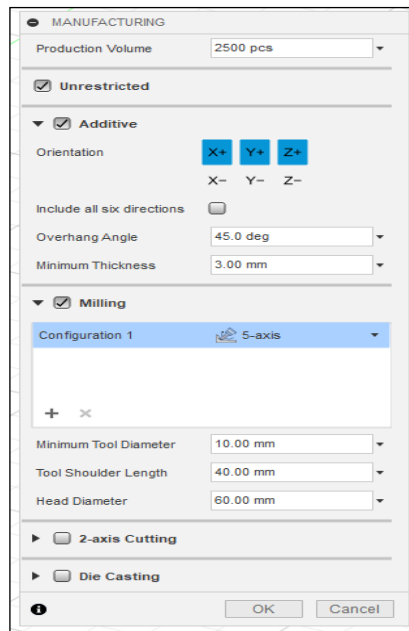 MANUFACTURING
Production Volume 2500 pcs
Unrestricted
Additive
Orientation X+ Y+ Z+
X- Y- Z-
Include all six directions
Overhang Angle 45.0 deg
Minimum Thickness 3.00 mm
Milling
Configuration 1 5-axis
Minimum Tool Diameter 10.00 mm
Tool Shoulder Length 40.00 mm
Head Diameter 60.00 mm
2-axis Cutting
Die Casting
OK Cancel